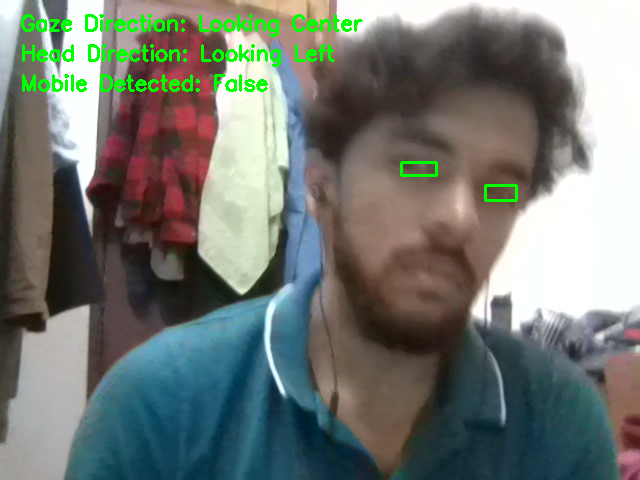 Gaze Direction: Looking Center
Head Direction: Looking Left
Mobile Detected: False